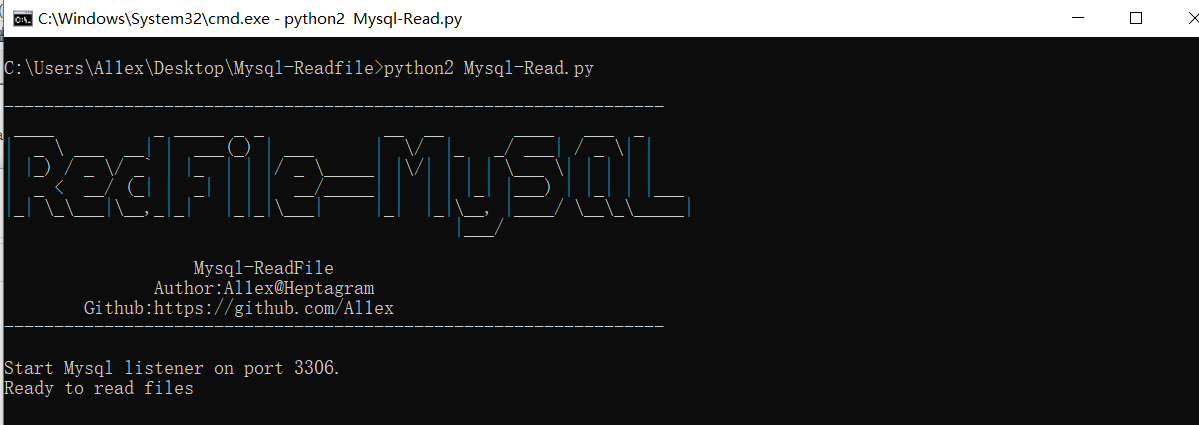 C:\Windows\System32\cmd.exe - python2 Mysql-Read.py
C:\Users\Allex\Desktop\Mysql-Readfile>python2 Mysql-Read.py
RedFile-MySQL
Mysql-ReadFile
Author:Allex@Heptagram
Github:https://github.com/Allex
Start Mysql listener on port 3306.
Ready to read files